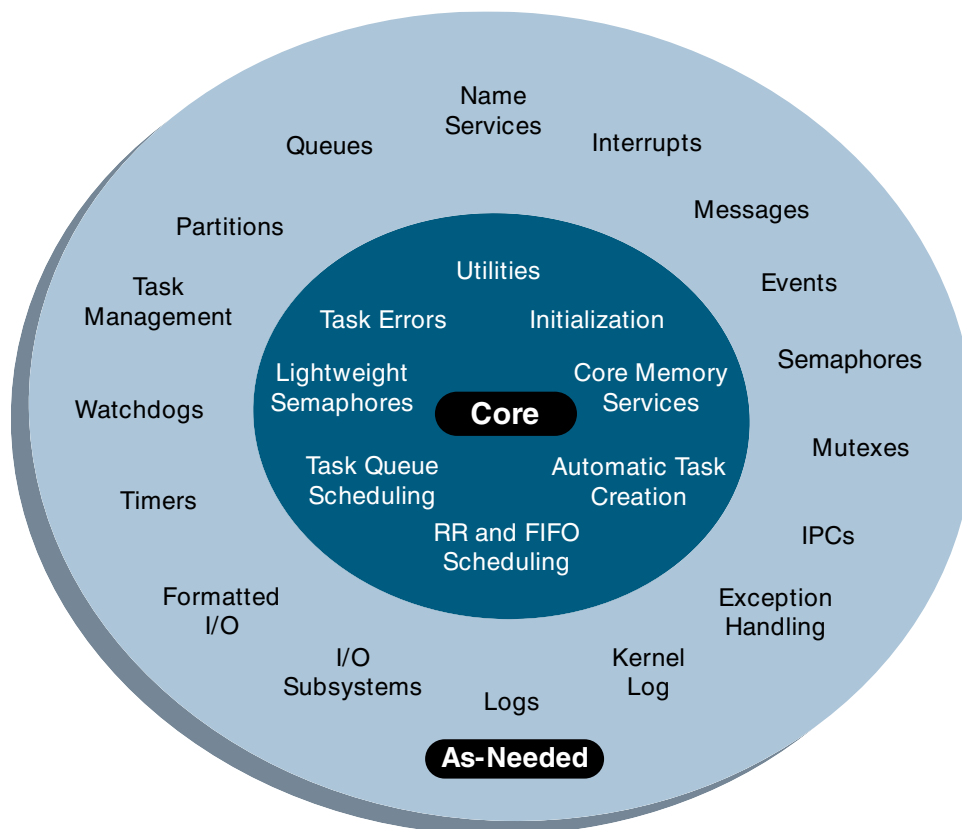 Name
Services
Queues
Interrupts
Messages
Partitions
Utilities
Events
Task
Management
Task Errors
Initialization
Semaphores
Lightweight
Semaphores
Core Memory
Services
Watchdogs
Core
Mutexes
Task Queue
Scheduling
Automatic Task
Creation
Timers
RR and FIFO
Scheduling
IPCs
Formatted
I/O
Exception
Handling
I/O
Subsystems
Kernel
Log
Logs
As-Needed